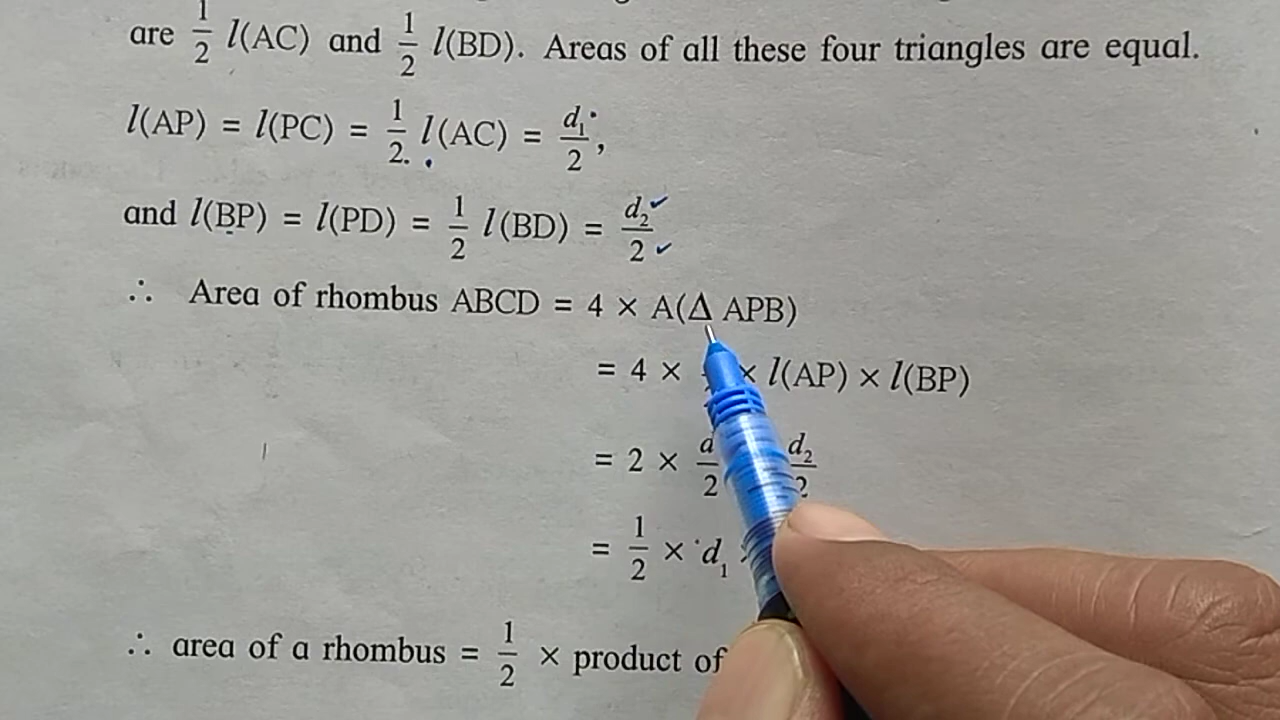 are 1/2 l(AC) and 1/2 l(BD). Areas of all these four triangles are equal.
l(AP) = l(PC) = 1/2 l(AC) = d₁/2,
and l(BP) = l(PD) = 1/2 l(BD) = d₂/2
∴ Area of rhombus ABCD = 4 × A(Δ APB)
= 4 × × l(AP) × l(BP)
= 2 × d/2 d₂/2
= 1/2 × d₁
∴ area of a rhombus = 1/2 × product of